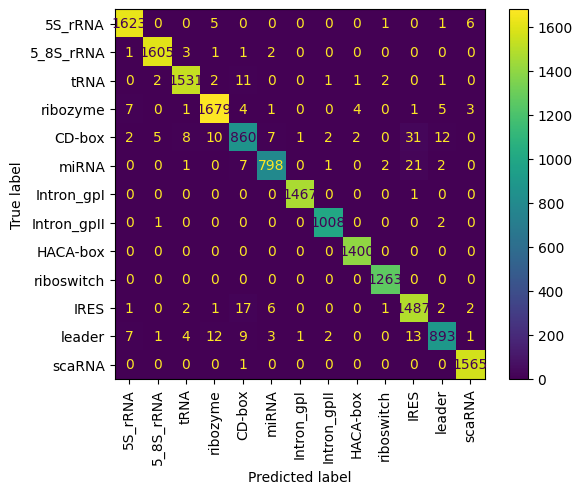 5S_rRNA 1623 0 0 5 0 0 0 0 0 1 0 1 6
5_8S_rRNA 1 1605 3 1 1 2 0 0 0 0 0 0 0
tRNA 0 2 1531 2 11 0 0 1 1 2 0 1 0
ribozyme 7 0 1 1679 4 1 0 0 4 0 1 5 3
CD-box 2 5 8 10 860 7 1 2 2 0 31 12 0
miRNA 0 0 1 0 7 798 0 1 0 2 21 2 0
Intron_gpI 0 0 0 0 0 0 1467 0 0 0 1 0 0
Intron_gpII 0 1 0 0 0 0 0 1008 0 0 0 2 0
HACA-box 0 0 0 0 0 0 0 0 1400 0 0 0 0
riboswitch 0 0 0 0 0 0 0 0 0 1263 0 0 0
IRES 1 0 2 1 17 6 0 0 0 1 1487 2 2
leader 7 1 4 12 9 3 1 2 0 0 13 893 1
scaRNA 0 0 0 0 1 0 0 0 0 0 0 0 1565
True label
5S_rRNA 5_8S_rRNA tRNA ribozyme CD-box miRNA Intron_gpI Intron_gpII HACA-box riboswitch IRES leader scaRNA
Predicted label
1600
1400
1200
1000
800
600
400
200
0